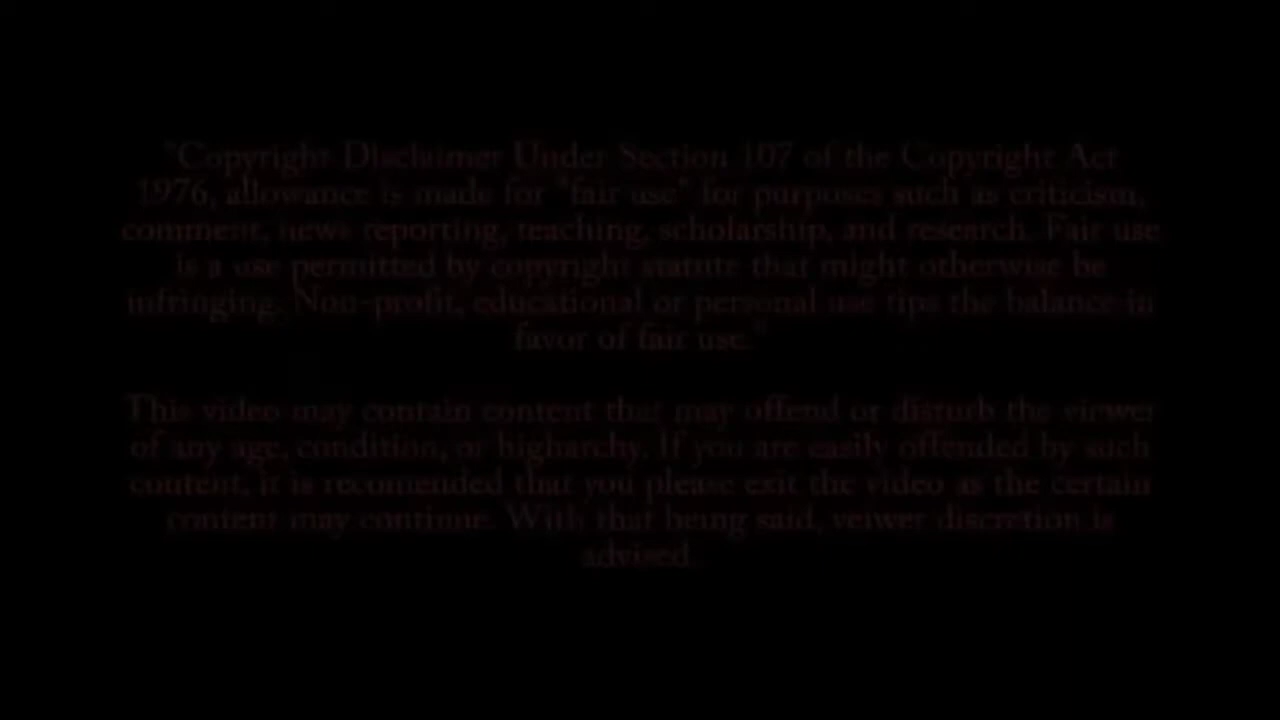 "Copyright Disclaimer Under Section 107 of the Copyright Act
1976, allowance is made for "fair use" for purposes such as criticism,
comment, news reporting, teaching, scholarship, and research. Fair use
is a use permitted by copyright statute that might otherwise be
infringing. Non-profit, educational or personal use tips the balance in
favor of fair use."
This video may contain content that may offend or disturb the viewer
of any age, condition, or higharchy. If you are easily offended by such
content, it is recomended that you please exit the video as the certain
content may continue. With that being said, veiwer discretion is
advised.